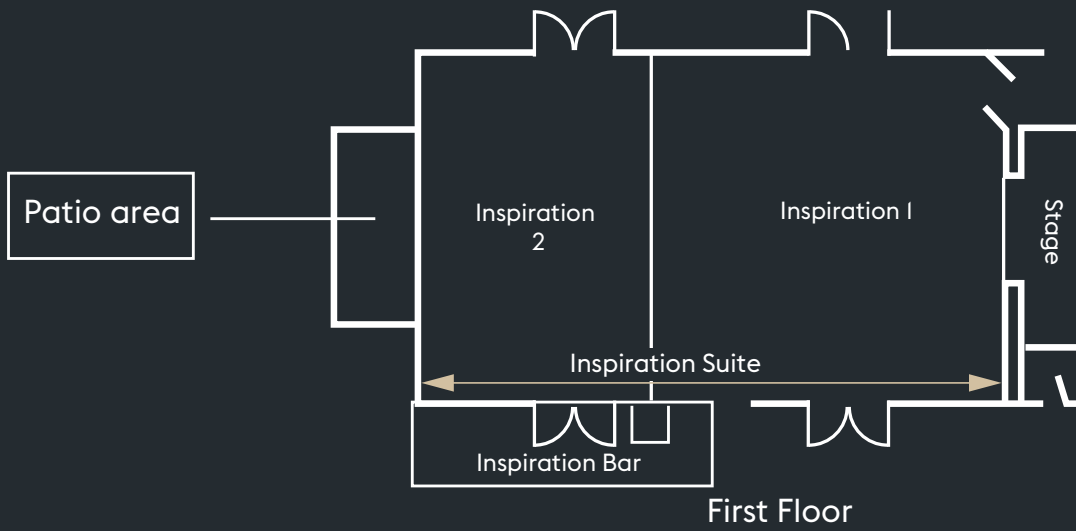 Patio area
Inspiration
2
Inspiration 1
Stage
Inspiration Suite
Inspiration Bar
First Floor